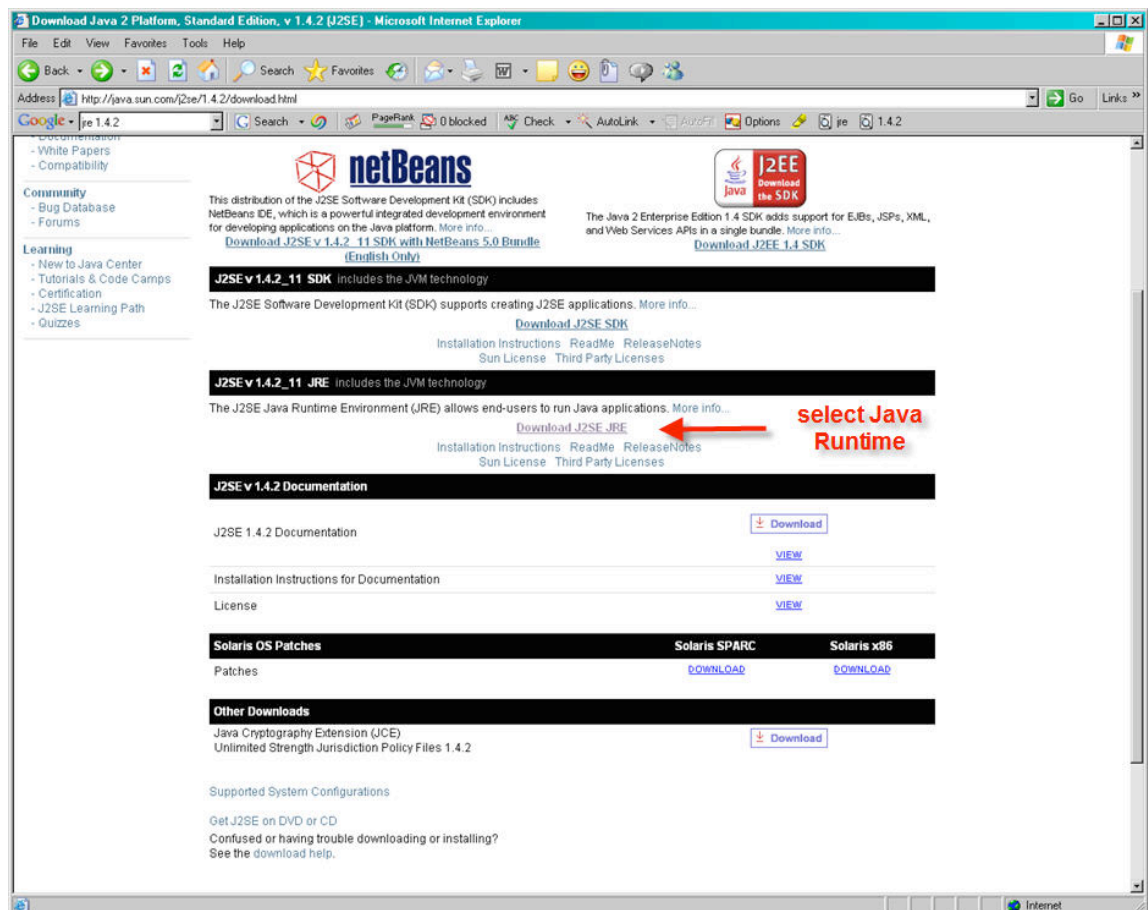 Download Java 2 Platform, Standard Edition, v 1.4.2 (J2SE) - Microsoft Internet Explorer
File Edit View Favorites Tools Help
Back Search Favorites
Address http://java.sun.com/j2se/1.4.2/download.html Go Links »
Google jre 1.4.2 Search PageRank 0 blocked ABC Check AutoLink AutoFill Options jre 1.4.2
- Documentation
- White Papers
- Compatibility
Community
- Bug Database
- Forums
Learning
- New to Java Center
- Tutorials & Code Camps
- Certification
- J2SE Learning Path
- Quizzes
netBeans
This distribution of the J2SE Software Development Kit (SDK) includes
NetBeans IDE, which is a powerful integrated development environment
for developing applications on the Java platform. More info...
Download J2SE v 1.4.2_11 SDK with NetBeans 5.0 Bundle
(English Only)
Java J2EE
Download
the SDK
The Java 2 Enterprise Edition 1.4 SDK adds support for EJBs, JSPs, XML,
and Web Services APIs in a single bundle. More info...
Download J2EE 1.4 SDK
J2SE v 1.4.2_11 SDK includes the JVM technology
The J2SE Software Development Kit (SDK) supports creating J2SE applications. More info...
Download J2SE SDK
Installation Instructions ReadMe ReleaseNotes
Sun License Third Party Licenses
J2SE v 1.4.2_11 JRE includes the JVM technology
The J2SE Java Runtime Environment (JRE) allows end-users to run Java applications. More info...
Download J2SE JRE
select Java
Runtime
Installation Instructions ReadMe ReleaseNotes
Sun License Third Party Licenses
J2SE v 1.4.2 Documentation
J2SE 1.4.2 Documentation Download
VIEW
Installation Instructions for Documentation VIEW
License VIEW
Solaris OS Patches Solaris SPARC Solaris x86
Patches DOWNLOAD DOWNLOAD
Other Downloads
Java Cryptography Extension (JCE)
Unlimited Strength Jurisdiction Policy Files 1.4.2 Download
Supported System Configurations
Get J2SE on DVD or CD
Confused or having trouble downloading or installing?
See the download help.
Internet